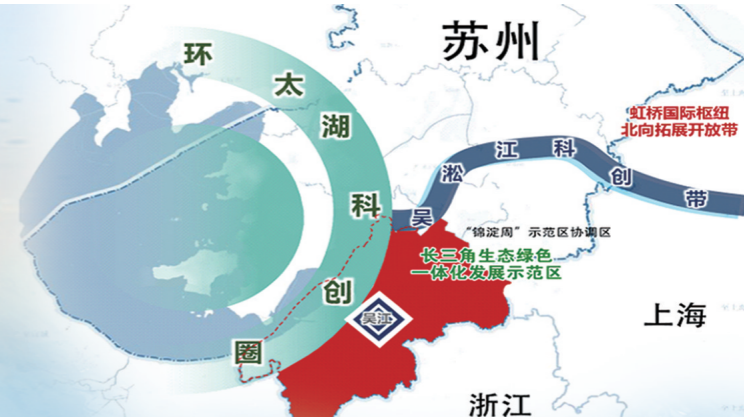 苏州
环太湖科创圈
虹桥国际枢纽
北向拓展开放带
吴淞江科创带
“锦淀周”示范区协调区
长三角生态绿色
一体化发展示范区
吴江
上海
浙江